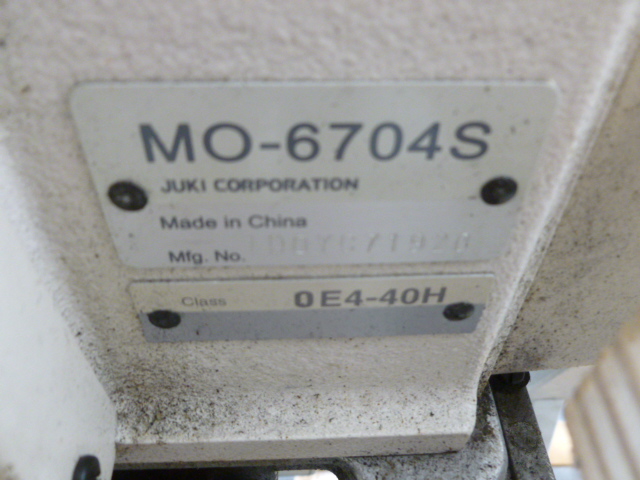 MO-6704S
JUKI CORPORATION
Made in China
Mfg. No.
Class 0E4-40H